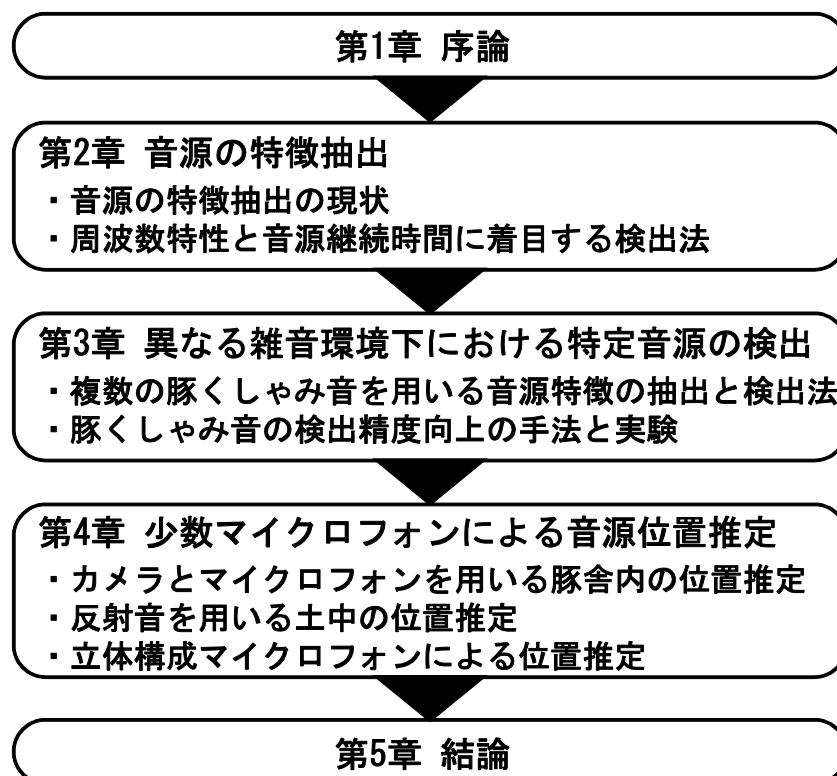 第1章 序論
第2章 音源の特徴抽出
・音源の特徴抽出の現状
・周波数特性と音源継続時間に着目する検出法
第3章 異なる雑音環境下における特定音源の検出
・複数の豚くしゃみ音を用いる音源特徴の抽出と検出法
・豚くしゃみ音の検出精度向上の手法と実験
第4章 少数マイクロフォンによる音源位置推定
・カメラとマイクロフォンを用いる豚舎内の位置推定
・反射音を用いる土中の位置推定
・立体構成マイクロフォンによる位置推定
第5章 結論